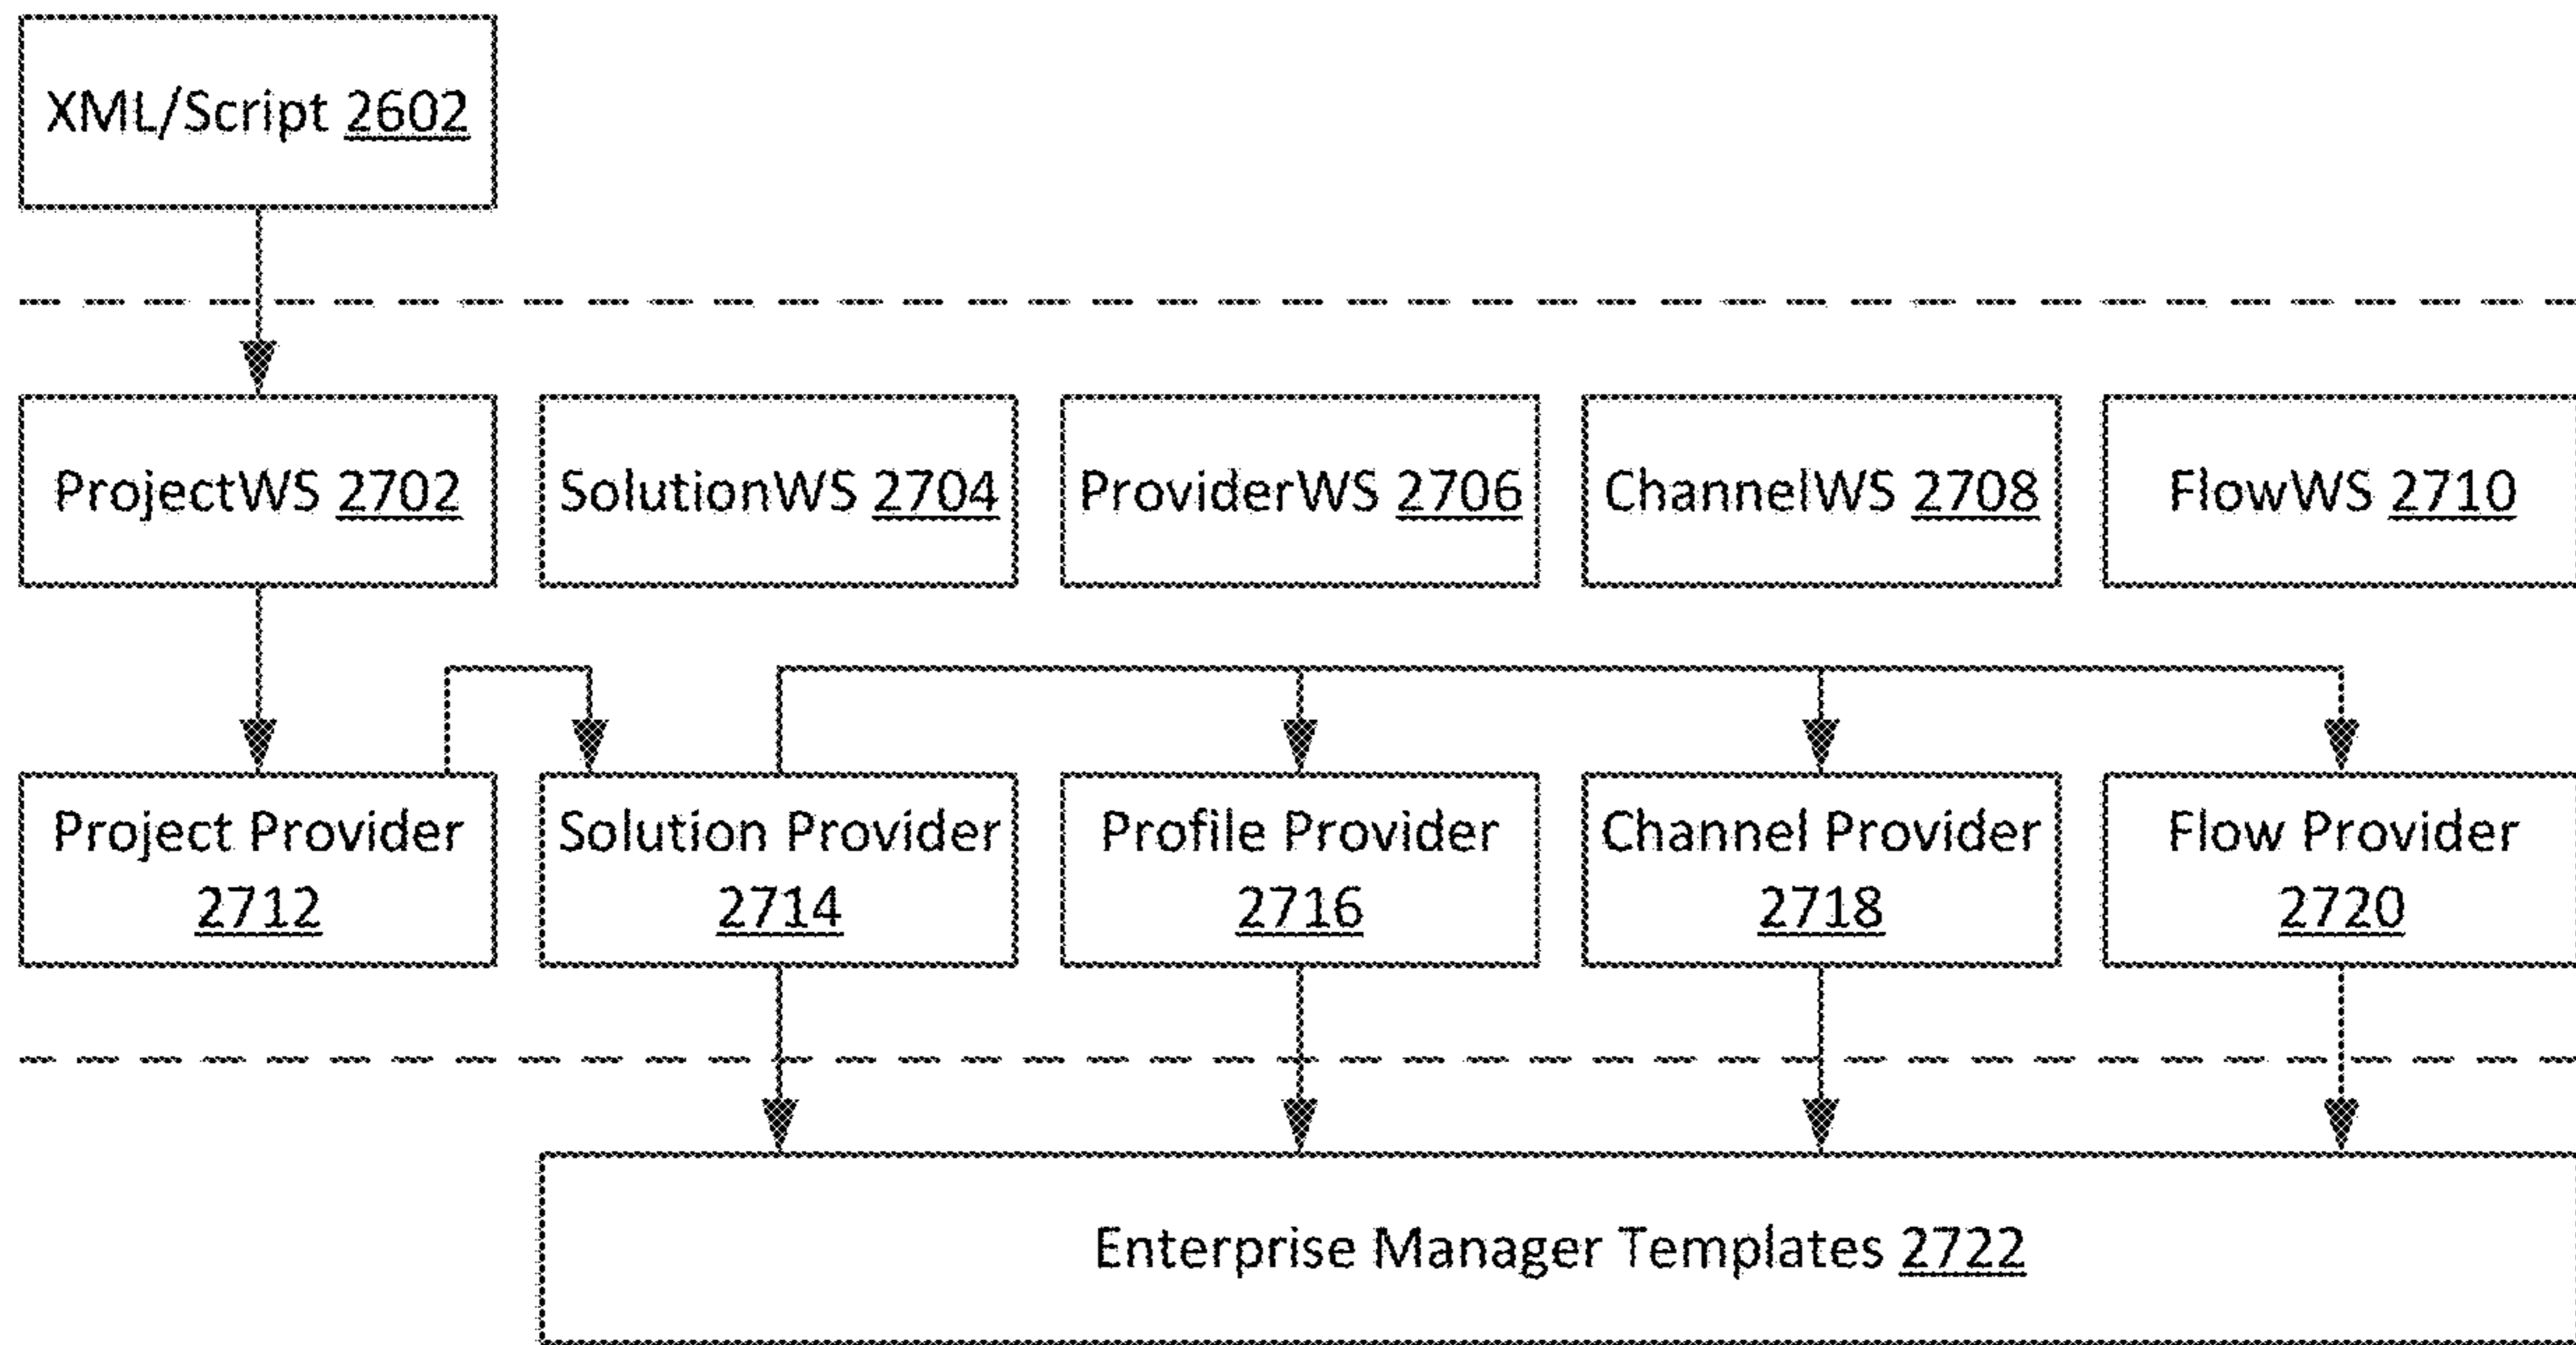 XML/Script 2602
ProjectWS 2702
SolutionWS 2704
ProviderWS 2706
ChannelWS 2708
FlowWS 2710
Project Provider
2712
Solution Provider
2714
Profile Provider
2716
Channel Provider
2718
Flow Provider
2720
Enterprise Manager Templates 2722